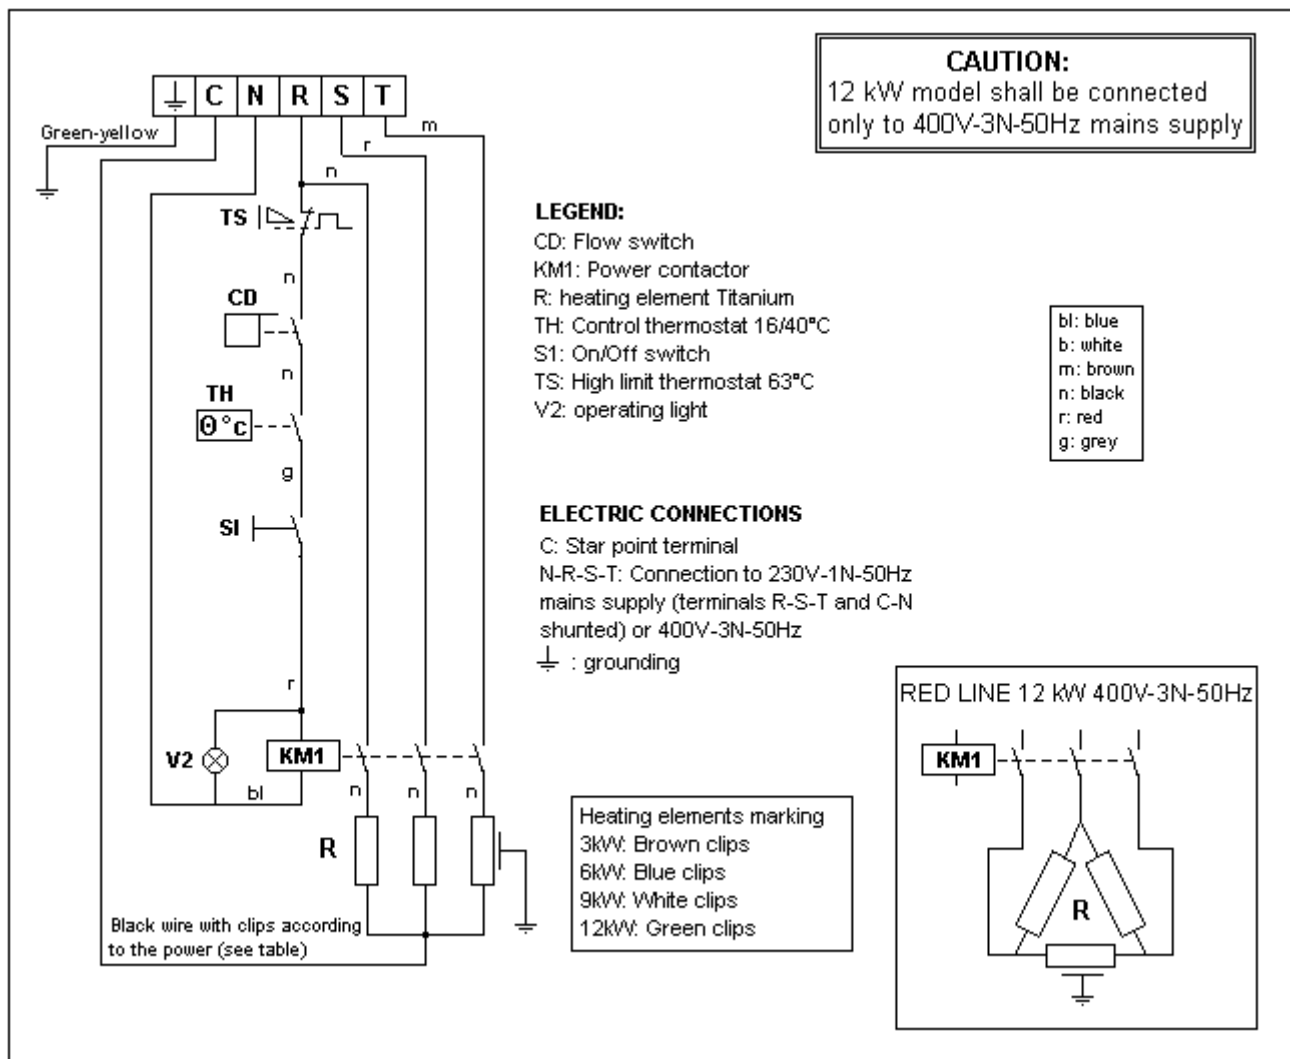 CAUTION:
12 kW model shall be connected
only to 400V-3N-50Hz mains supply
C N R S T
Green-yellow
m
r
n
TS
n
CD
n
TH
0°c
g
SI
r
V2
KM1
bl
n
n
n
R
Black wire with clips according
to the power (see table)
LEGEND:
CD: Flow switch
KM1: Power contactor
R: heating element Titanium
TH: Control thermostat 16/40°C
S1: On/Off switch
TS: High limit thermostat 63°C
V2: operating light
bl: blue
b: white
m: brown
n: black
r: red
g: grey
ELECTRIC CONNECTIONS
C: Star point terminal
N-R-S-T: Connection to 230V-1N-50Hz
mains supply (terminals R-S-T and C-N
shunted) or 400V-3N-50Hz
: grounding
Heating elements marking
3kW: Brown clips
6kW: Blue clips
9kW: White clips
12kW: Green clips
RED LINE 12 kW 400V-3N-50Hz
KM1
R